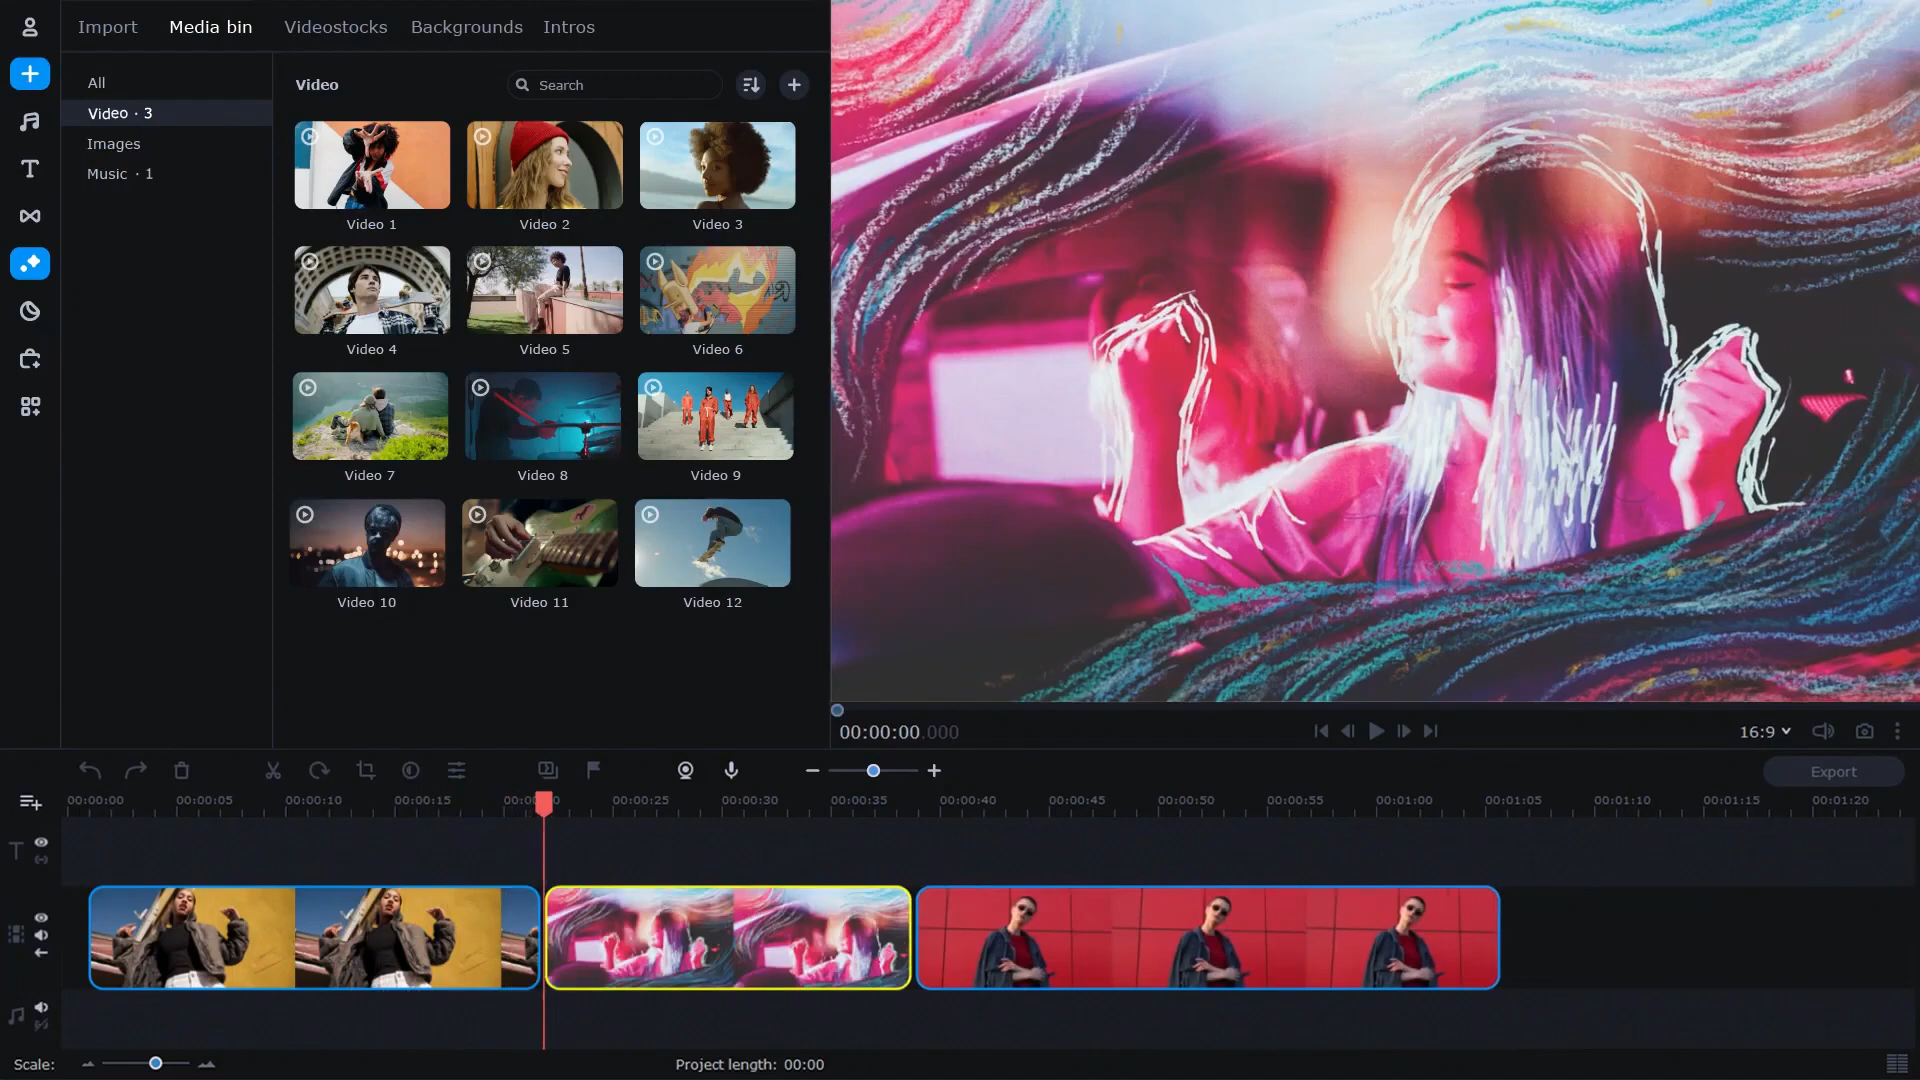 Import Media bin Videostocks Backgrounds Intros
All
Video · 3
Images
Music · 1
Video
Search
Video 1 Video 2 Video 3
Video 4 Video 5 Video 6
Video 7 Video 8 Video 9
Video 10 Video 11 Video 12
00:00:00.000
16:9
Export
00:00:00 00:00:05 00:00:10 00:00:15 00:00:25 00:00:30 00:00:35 00:00:40 00:00:45 00:00:50 00:00:55 00:01:00 00:01:05 00:01:10 00:01:15 00:01:20
Scale:
Project length: 00:00